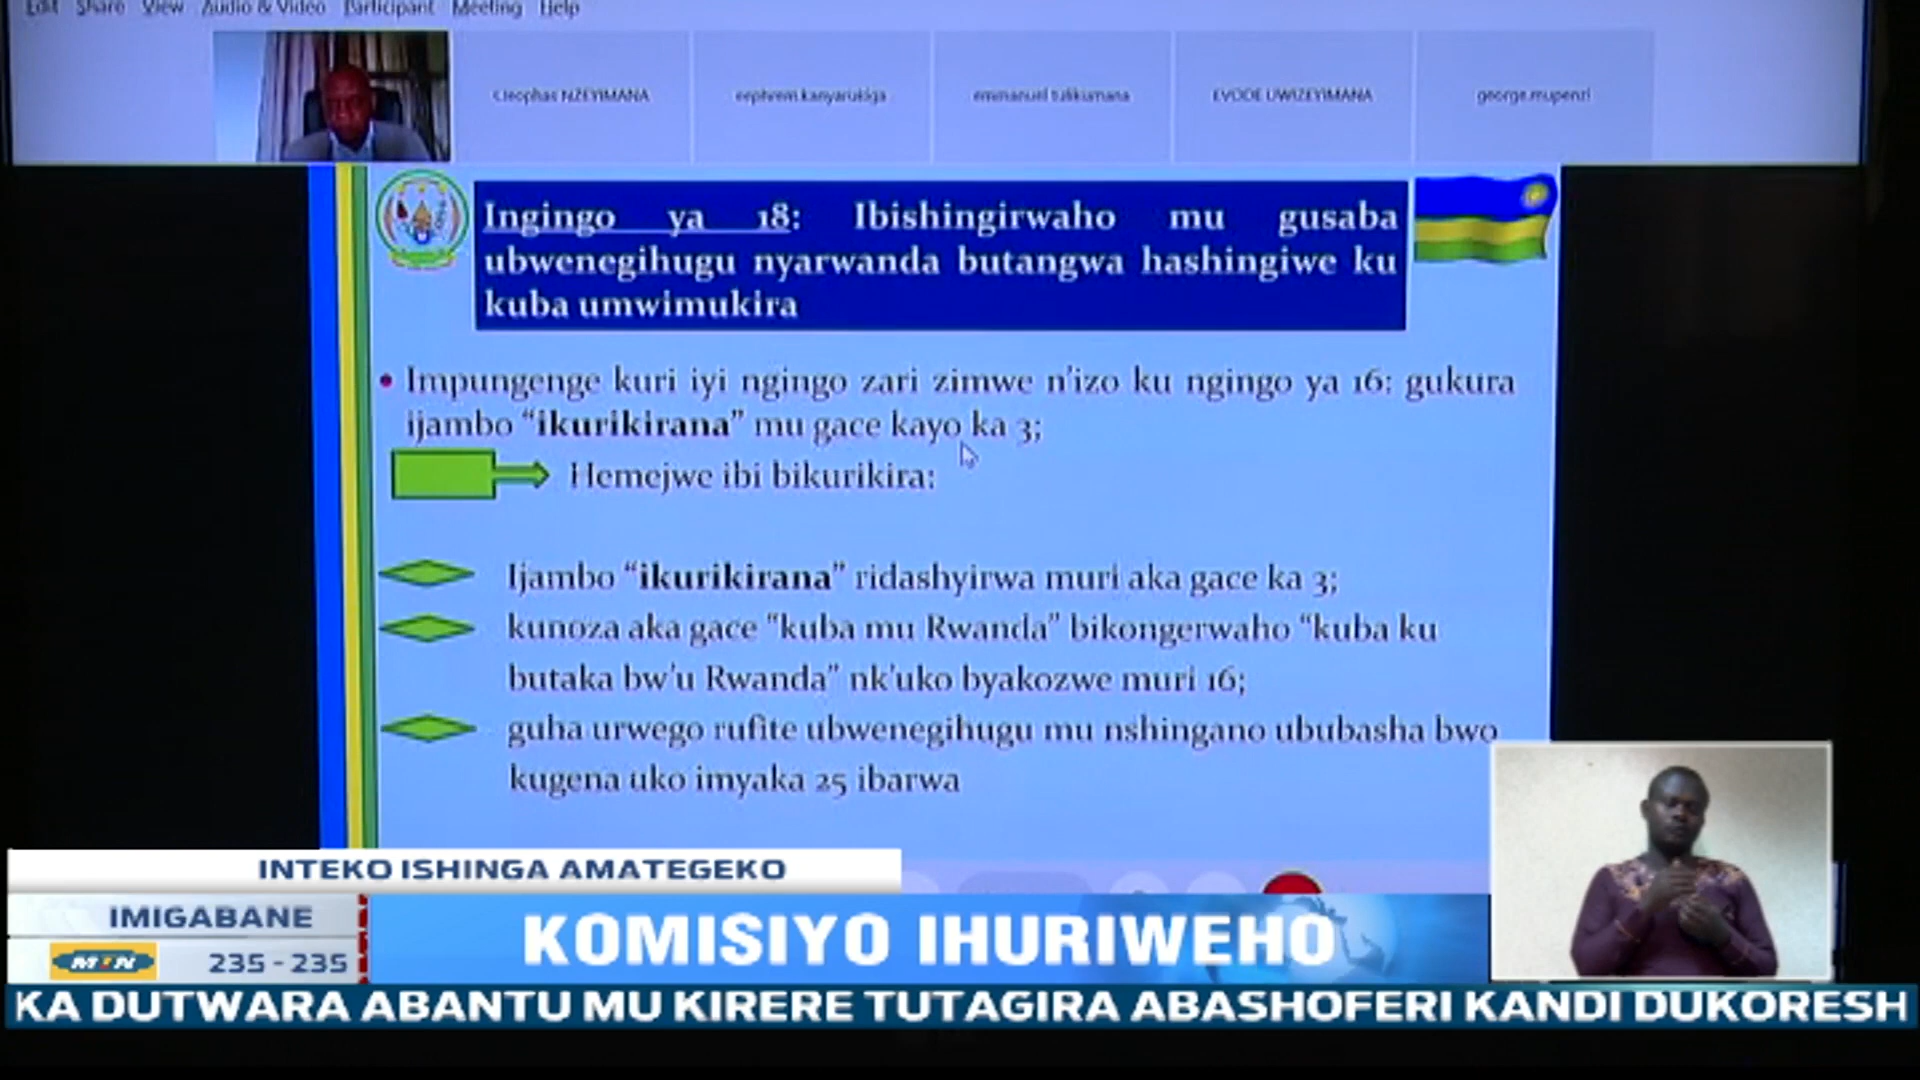 Edit Share View Audio & Video Participant Meeting Help
Cleophas NZEYIMANA
eephrem.kanyarukiga
emmanuel tulikumana
EVODE UWIZEYIMANA
george.mupenzi
Ingingo ya 18: Ibishingirwaho mu gusaba
ubwenegihugu nyarwanda butangwa hashingiwe ku
kuba umwimukira
• Impungenge kuri iyi ngingo zari zimwe n'izo ku ngingo ya 16: gukura
ijambo “ikurikirana” mu gace kayo ka 3;
Hemejwe ibi bikurikira:
Ijambo “ikurikirana” ridashyirwa muri aka gace ka 3;
kunoza aka gace “kuba mu Rwanda” bikongerwaho “kuba ku
butaka bw'u Rwanda” nk'uko byakozwe muri 16;
guha urwego rufite ubwenegihugu mu nshingano ububasha bwo
kugena uko imyaka 25 ibarwa
INTEKO ISHINGA AMATEGEKO
IMIGABANE
MTN 235 - 235
KOMISIYO IHURIWEHO
KA DUTWARA ABANTU MU KIRERE TUTAGIRA ABASHOFERI KANDI DUKORESH